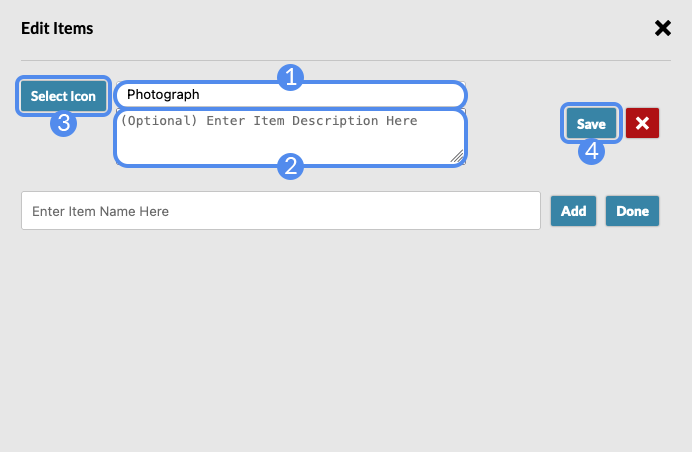 Edit Items
1
Select Icon
Photograph
3
(Optional) Enter Item Description Here
Save
2
4
Enter Item Name Here
Add
Done